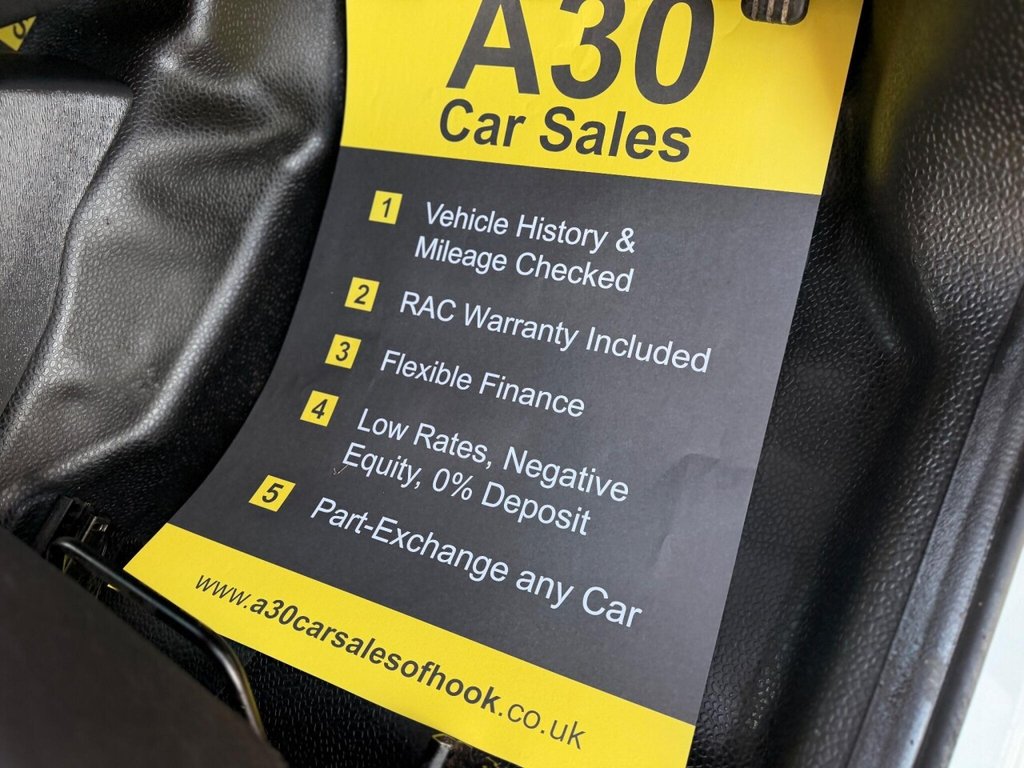 A30
Car Sales
1 Vehicle History &
Mileage Checked
2 RAC Warranty Included
3 Flexible Finance
4 Low Rates, Negative
Equity, 0% Deposit
5 Part-Exchange any Car
www.a30carsalesofhook.co.uk